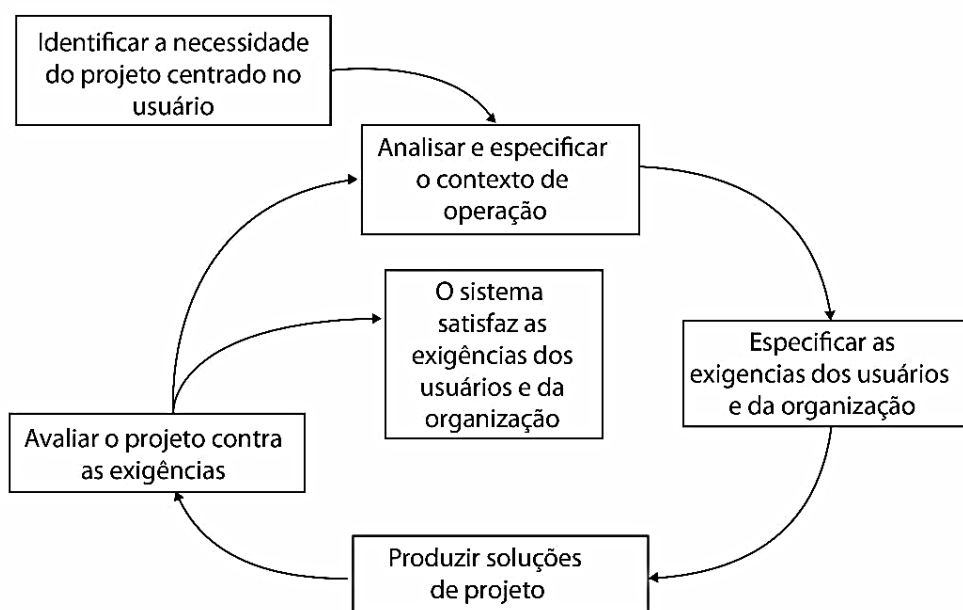 Identificar a necessidade
do projeto centrado no
usuário
Analisar e especificar
o contexto de
operação
O sistema
satisfaz as
exigências dos
usuários e da
organização
Especificar as
exigencias dos usuários
e da organização
Avaliar o projeto contra
as exigências
Produzir soluções
de projeto